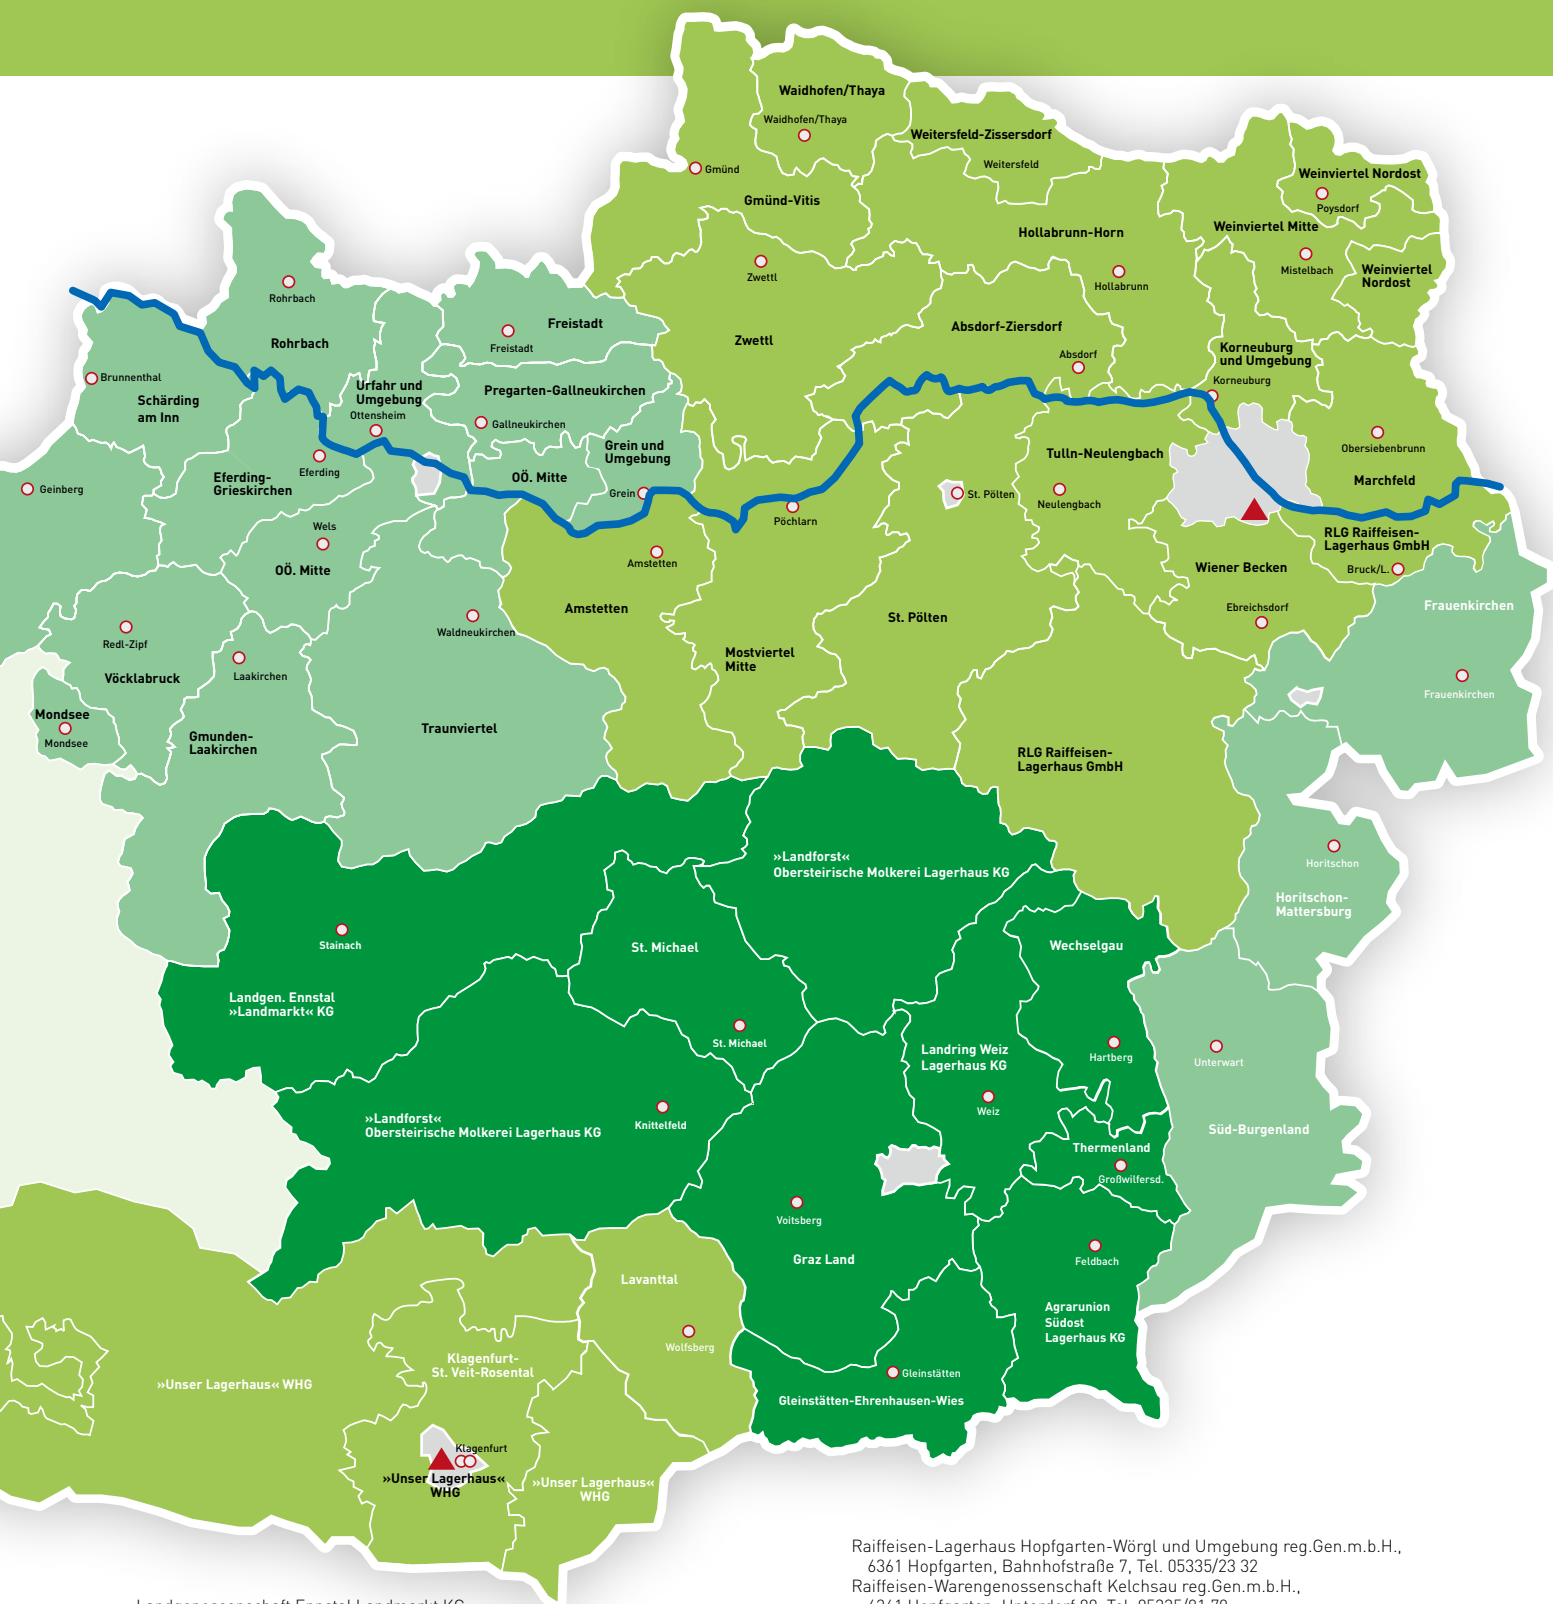 Waidhofen/Thaya
Waidhofen/Thaya
Weitersfeld-Zissersdorf
Weitersfeld
Gmünd
Gmünd-Vitis
Weinviertel Nordost
Poysdorf
Weinviertel Mitte
Mistelbach
Weinviertel
Nordost
Hollabrunn-Horn
Hollabrunn
Zwettl
Zwettl
Absdorf-Ziersdorf
Absdorf
Korneuburg
und Umgebung
Korneuburg
Rohrbach
Rohrbach
Freistadt
Freistadt
Brunnenthal
Schärding
am Inn
Urfahr und
Umgebung
Ottensheim
Pregarten-Gallneukirchen
Gallneukirchen
Grein und
Umgebung
Grein
OÖ. Mitte
Eferding
Eferding-
Grieskirchen
Geinberg
Wels
OÖ. Mitte
Obersiebenbrunn
Marchfeld
Tulln-Neulengbach
Neulengbach
St. Pölten
Pöchlarn
RLG Raiffeisen-
Lagerhaus GmbH
Bruck/L.
Wiener Becken
Ebreichsdorf
Amstetten
Amstetten
St. Pölten
Mostviertel
Mitte
Frauenkirchen
Frauenkirchen
Waldneukirchen
Redl-Zipf
Vöcklabruck
Laakirchen
Mondsee
Mondsee
Gmunden-
Laakirchen
Traunviertel
RLG Raiffeisen-
Lagerhaus GmbH
Horitschon
Horitschon-
Mattersburg
»Landforst«
Obersteirische Molkerei Lagerhaus KG
Stainach
St. Michael
Wechselgau
Landgen. Ennstal
»Landmarkt« KG
St. Michael
Landring Weiz
Lagerhaus KG
Weiz
Hartberg
Unterwart
»Landforst«
Obersteirische Molkerei Lagerhaus KG
Knittelfeld
Süd-Burgenland
Thermenland
Großwilfersd.
Voitsberg
Graz Land
Feldbach
Agrarunion
Südost
Lagerhaus KG
Lavanttal
Wolfsberg
Klagenfurt-
St. Veit-Rosental
»Unser Lagerhaus« WHG
Gleinstätten
Gleinstätten-Ehrenhausen-Wies
Klagenfurt
»Unser Lagerhaus«
WHG
»Unser Lagerhaus«
WHG
Raiffeisen-Lagerhaus Hopfgarten-Wörgl und Umgebung reg.Gen.m.b.H.,
6361 Hopfgarten, Bahnhofstraße 7, Tel. 05335/23 32
Raiffeisen-Warengenossenschaft Kelchsau reg.Gen.m.b.H.,
Landgenossenschaft Ennstal Landmarkt KG